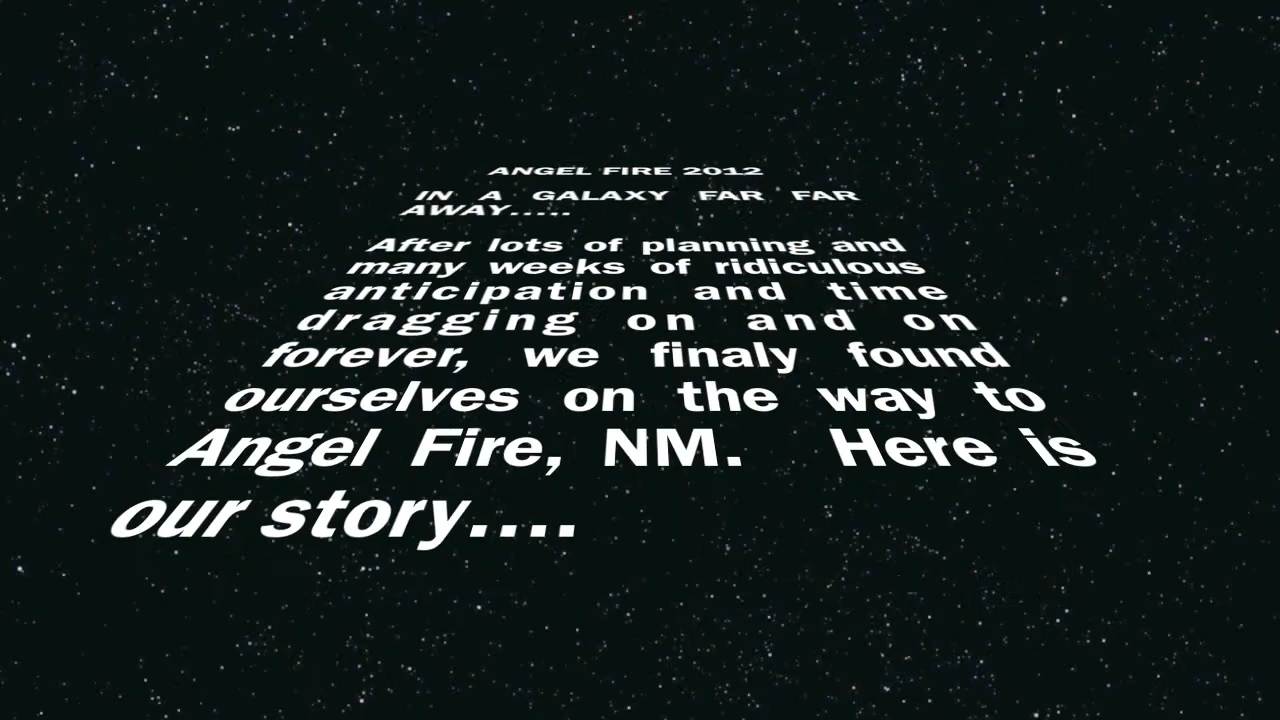 ANGEL FIRE 2012
IN A GALAXY FAR FAR
AWAY.....
After lots of planning and
many weeks of ridiculous
anticipation and time
dragging on and on
forever, we finaly found
ourselves on the way to
Angel Fire, NM. Here is
our story....